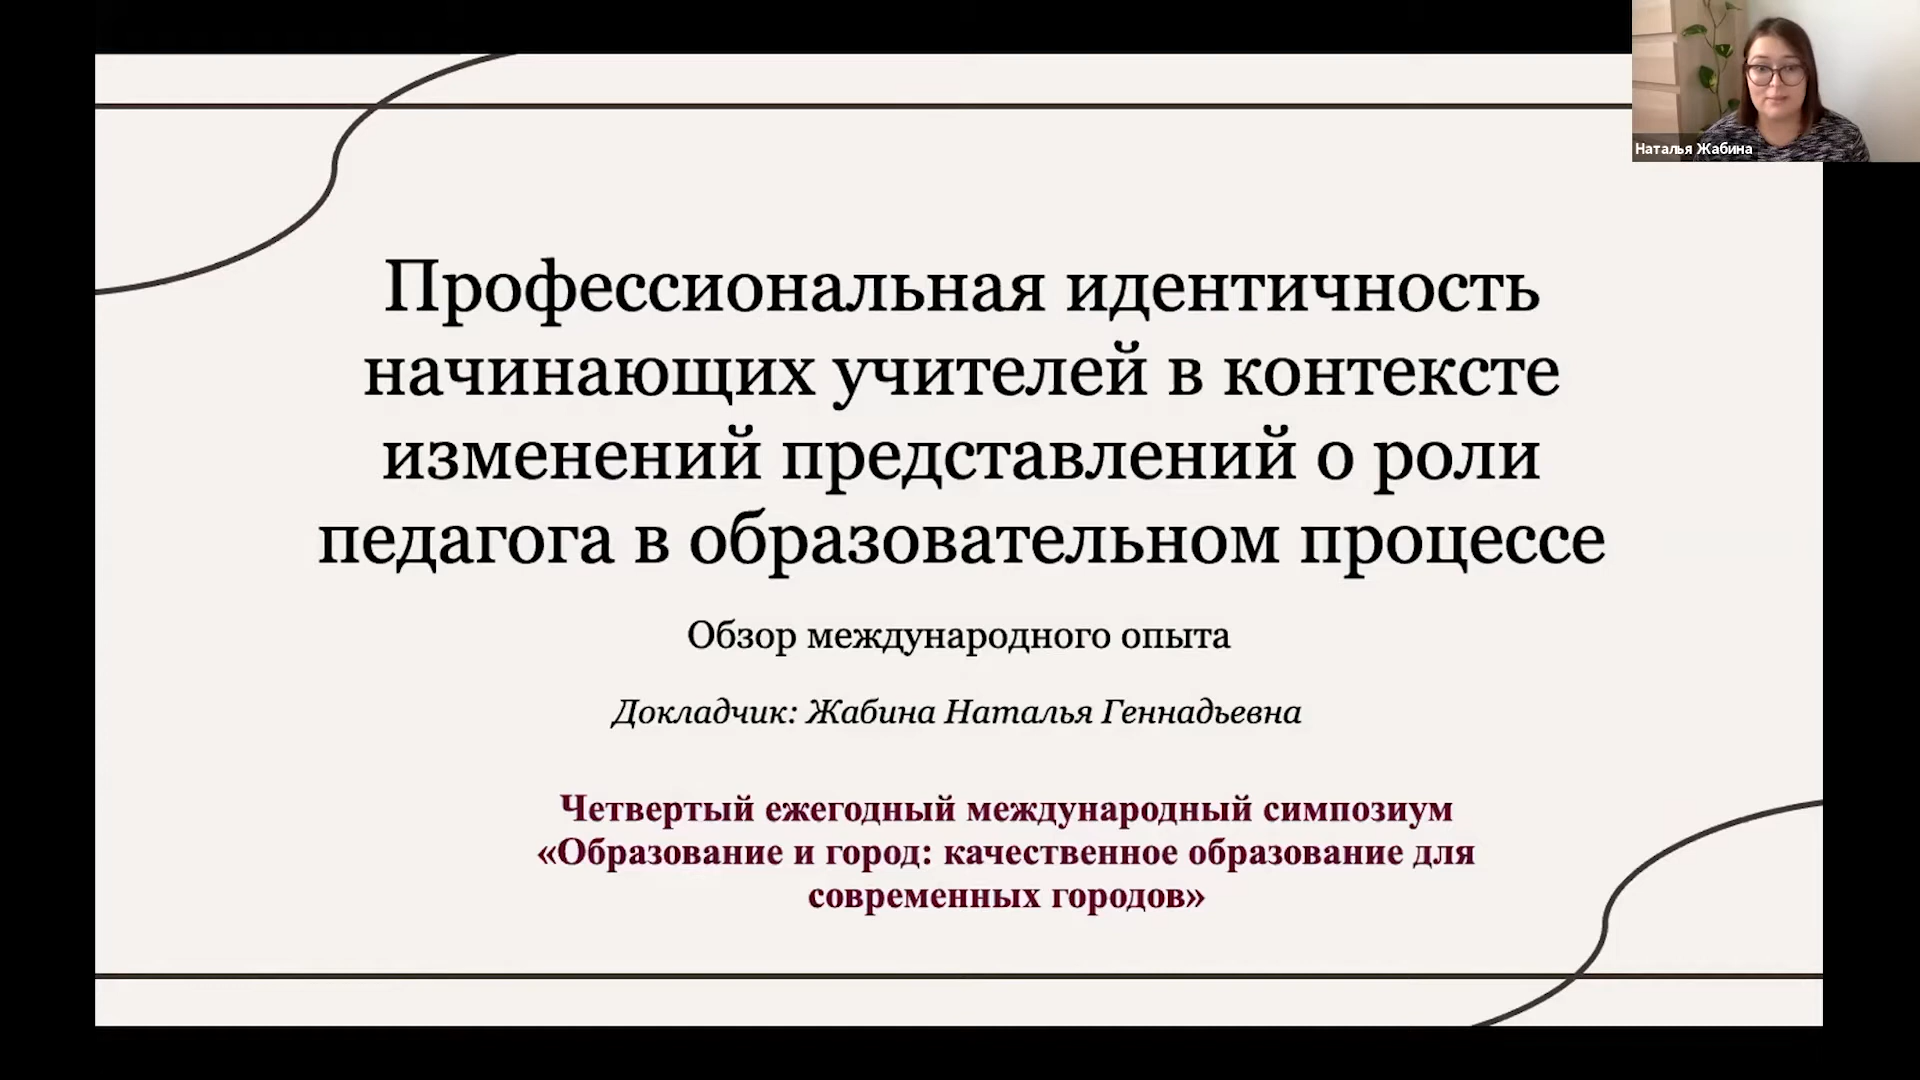 Наталья Жабина
Профессиональная идентичность
начинающих учителей в контексте
изменений представлений о роли
педагога в образовательном процессе
Обзор международного опыта
Докладчик: Жабина Наталья Геннадьевна
Четвертый ежегодный международный симпозиум
«Образование и город: качественное образование для
современных городов»